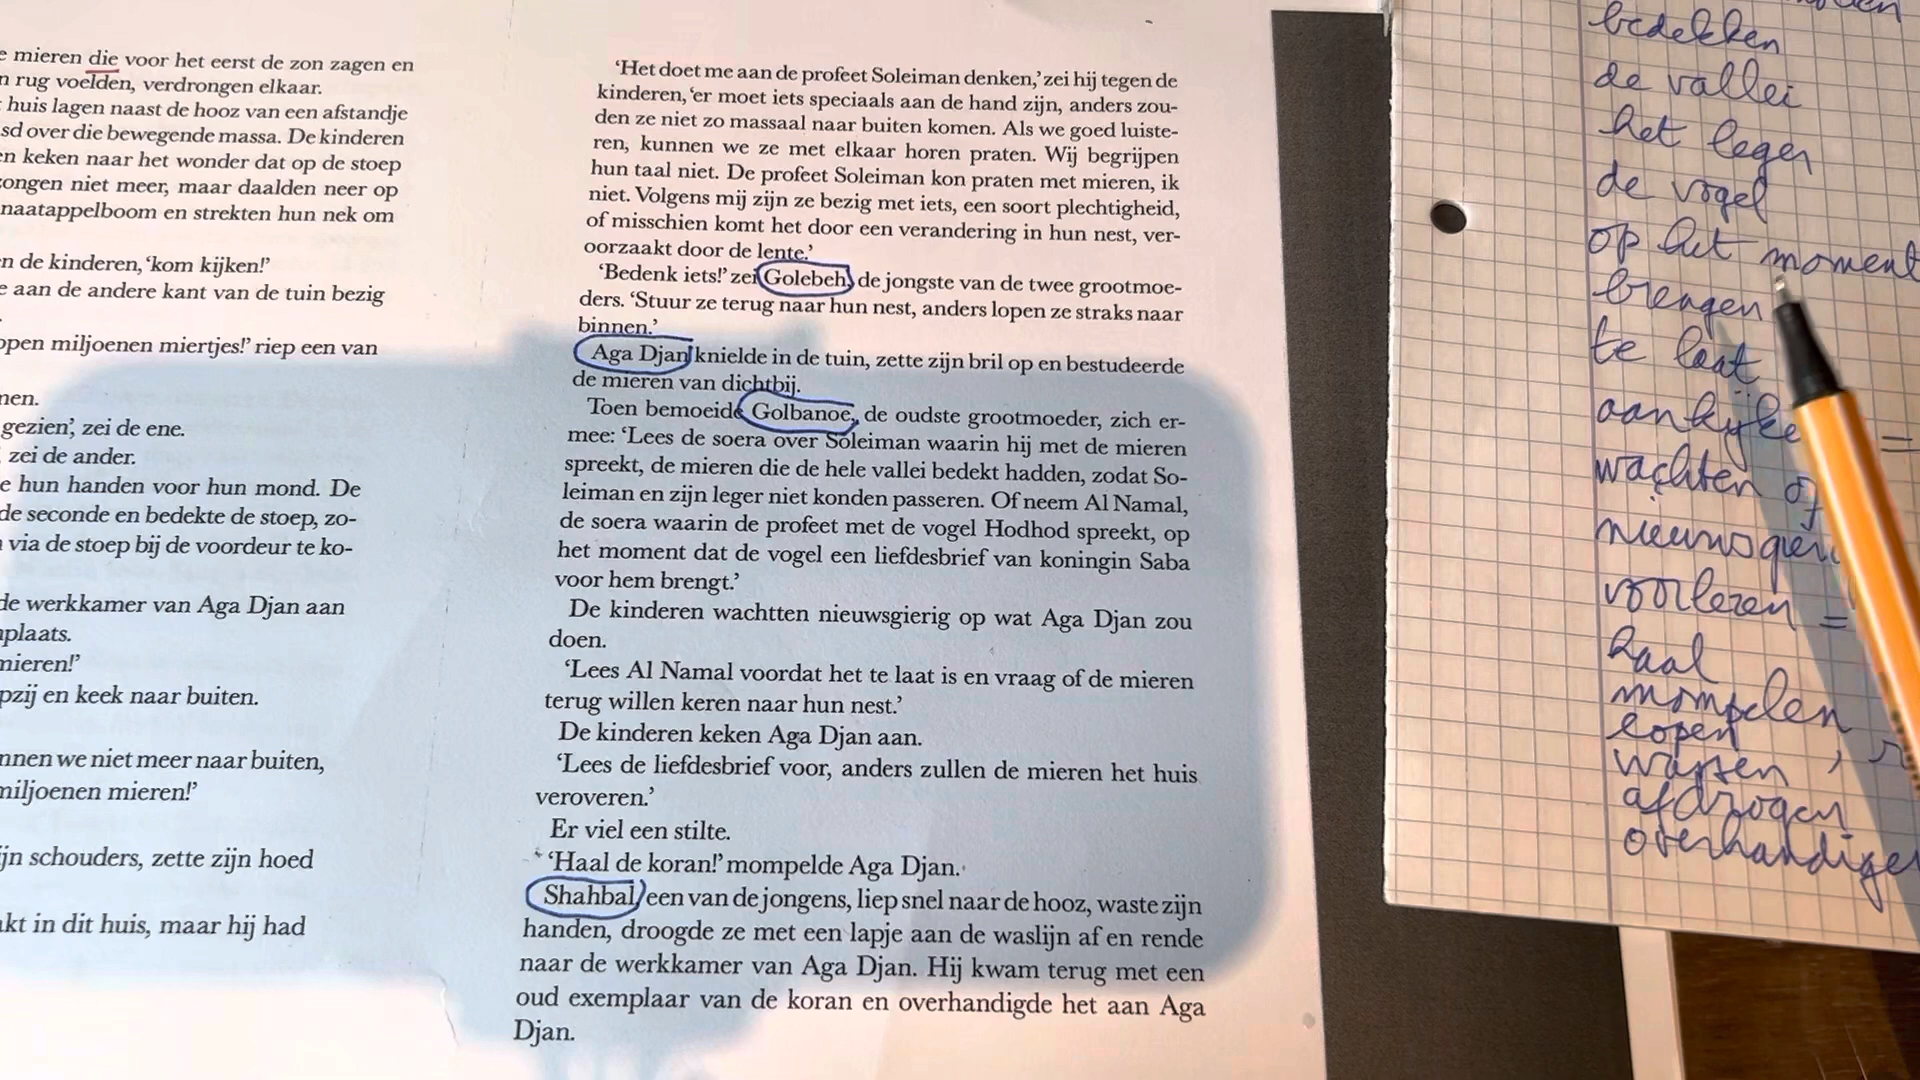 mieren die voor het eerst de zon zagen en
rug voelden, verdrongen elkaar.
huis lagen naast de hooz van een afstandje
over die bewegende massa. De kinderen
keken naar het wonder dat op de stoep
niet meer, maar daalden neer op
en strekten hun nek om
de kinderen, ‘kom kijken!’
aan de andere kant van de tuin bezig
miljoenen miertjes!’ riep een van
gezien’, zei de ene.
zei de ander.
hun handen voor hun mond. De
seconde en bedekte de stoep, zo-
via de stoep bij de voordeur te ko-
de werkkamer van Aga Djan aan
mieren!’
en keek naar buiten.
we niet meer naar buiten,
miljoenen mieren!’
schouders, zette zijn hoed
in dit huis, maar hij had
‘Het doet me aan de profeet Soleiman denken,’ zei hij tegen de
kinderen, ‘er moet iets speciaals aan de hand zijn, anders zou-
den ze niet zo massaal naar buiten komen. Als we goed luiste-
ren, kunnen we ze met elkaar horen praten. Wij begrijpen
hun taal niet. De profeet Soleiman kon praten met mieren, ik
niet. Volgens mij zijn ze bezig met iets, een soort plechtigheid,
of misschien komt het door een verandering in hun nest, ver-
oorzaakt door de lente.’
‘Bedenk iets!’ zei Golebeh, de jongste van de twee grootmoe-
ders. ‘Stuur ze terug naar hun nest, anders lopen ze straks naar
binnen.’
Aga Djan knielde in de tuin, zette zijn bril op en bestudeerde
de mieren van dichtbij.
Toen bemoeide Golbanoe, de oudste grootmoeder, zich er-
mee: ‘Lees de soera over Soleiman waarin hij met de mieren
spreekt, de mieren die de hele vallei bedekt hadden, zodat So-
leiman en zijn leger niet konden passeren. Of neem Al Namal,
de soera waarin de profeet met de vogel Hodhod spreekt, op
het moment dat de vogel een liefdesbrief van koningin Saba
voor hem brengt.’
De kinderen wachtten nieuwsgierig op wat Aga Djan zou
doen.
‘Lees Al Namal voordat het te laat is en vraag of de mieren
terug willen keren naar hun nest.’
De kinderen keken Aga Djan aan.
‘Lees de liefdesbrief voor, anders zullen de mieren het huis
veroveren.’
Er viel een stilte.
‘Haal de koran!’ mompelde Aga Djan.
Shahbal, een van de jongens, liep snel naar de hooz, waste zijn
handen, droogde ze met een lapje aan de waslijn af en rende
naar de werkkamer van Aga Djan. Hij kwam terug met een
oud exemplaar van de koran en overhandigde het aan Aga
Djan.
bedekken
de vallei
het leger
de vogel
op het moment
brengen
te laat
aankijke =
wachten of
nieuwsgier
voorlezen =
haal
mompelen
lopen
wassen ,
afdrogen
overhandige